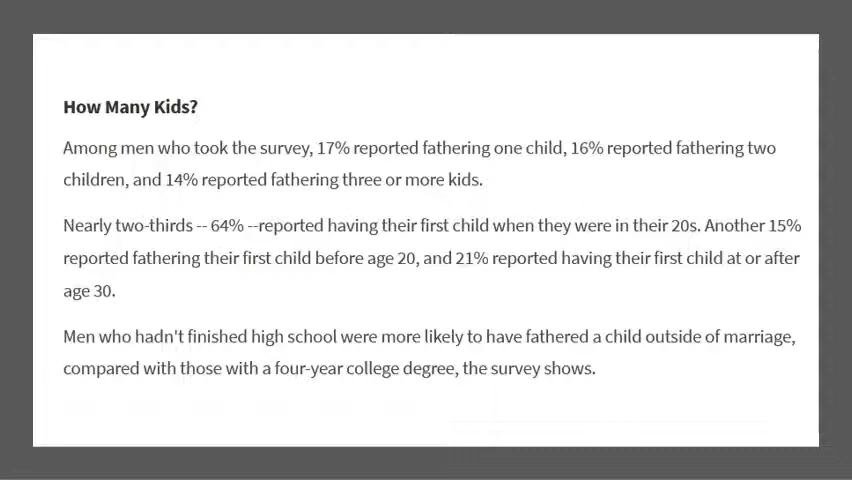 How Many Kids?
Among men who took the survey, 17% reported fathering one child, 16% reported fathering two
children, and 14% reported fathering three or more kids.
Nearly two-thirds -- 64% --reported having their first child when they were in their 20s. Another 15%
reported fathering their first child before age 20, and 21% reported having their first child at or after
age 30.
Men who hadn't finished high school were more likely to have fathered a child outside of marriage,
compared with those with a four-year college degree, the survey shows.